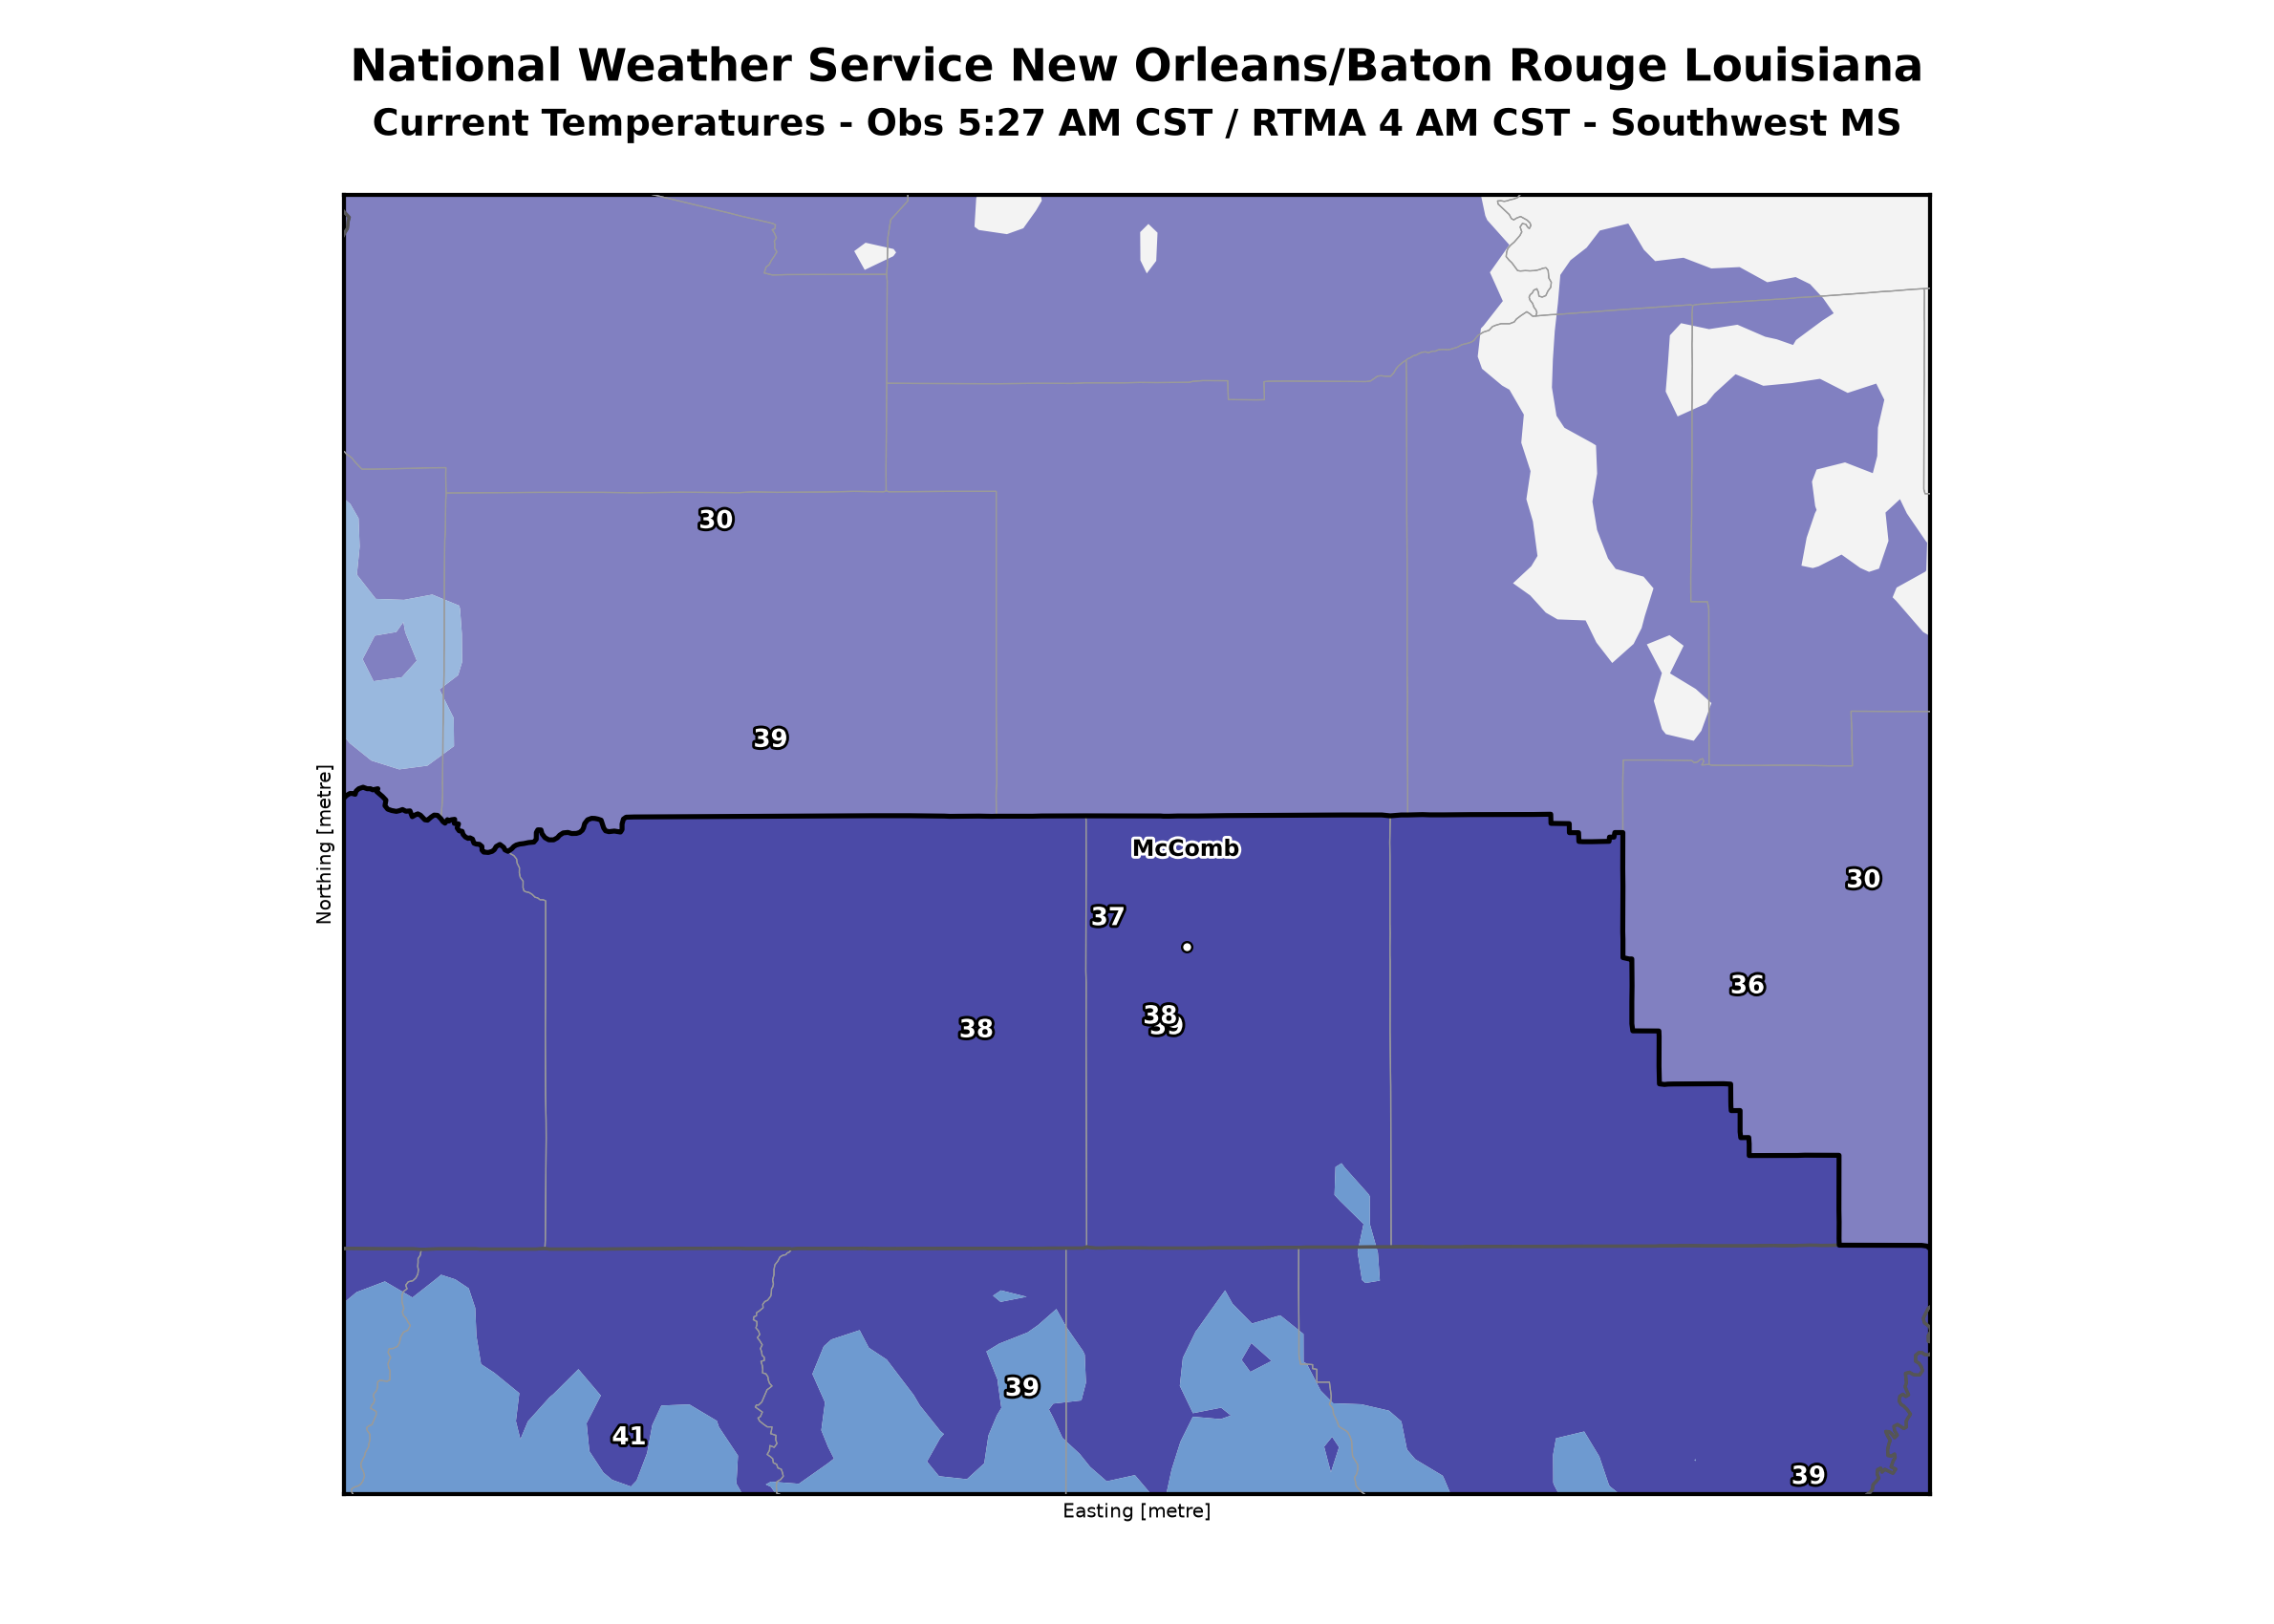 National Weather Service New Orleans/Baton Rouge Louisiana
Current Temperatures - Obs 5:27 AM CST / RTMA 4 AM CST - Southwest MS
30
39
Northing [metre]
McComb
30
37
36
38
39
38
39
41
39
Easting [metre]